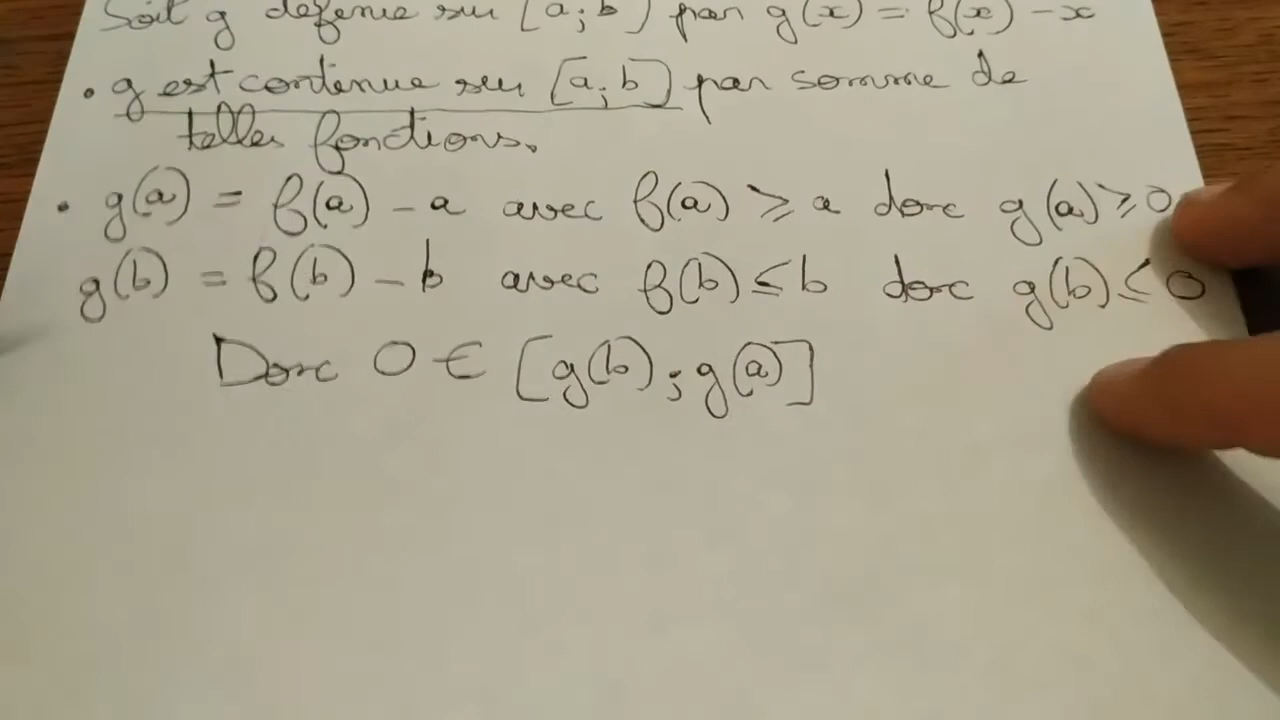 Soit g définie sur [a; b] par g(x) = f(x) - x
• g est continue sur [a; b] par somme de
telles fonctions.
• g(a) = f(a) - a avec f(a) ⩾ a donc g(a) ⩾ 0
g(b) = f(b) - b avec f(b) ≤ b donc g(b) ≤ 0
Donc 0 ∈ [g(b) ; g(a)]